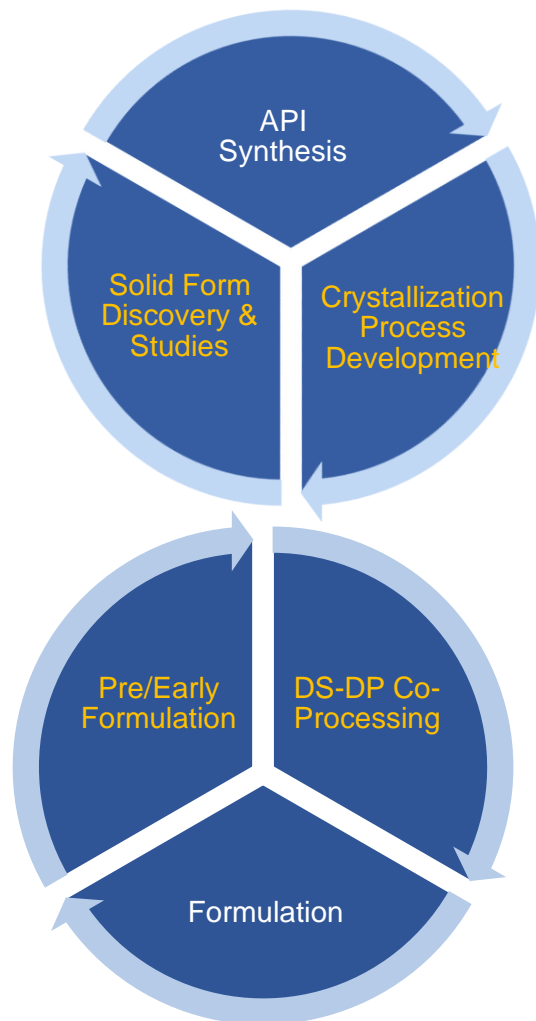 API
Synthesis
Solid Form
Discovery &
Studies
Crystallization
Process
Development
Pre/Early
Formulation
DS-DP Co-
Processing
Formulation